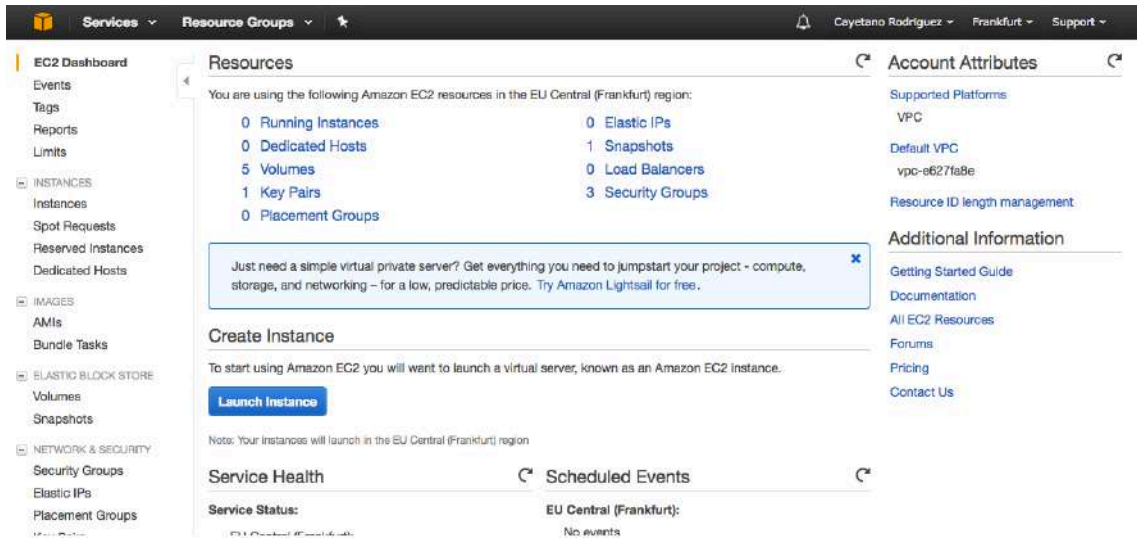 Services Resource Groups Cayetano Rodríguez Frankfurt Support
EC2 Dashboard
Events
Tags
Reports
Limits
INSTANCES
Instances
Spot Requests
Reserved Instances
Dedicated Hosts
IMAGES
AMIs
Bundle Tasks
ELASTIC BLOCK STORE
Volumes
Snapshots
NETWORK & SECURITY
Security Groups
Elastic IPs
Placement Groups
Resources
You are using the following Amazon EC2 resources in the EU Central (Frankfurt) region:
0 Running Instances
0 Dedicated Hosts
5 Volumes
1 Key Pairs
0 Placement Groups
0 Elastic IPs
1 Snapshots
0 Load Balancers
3 Security Groups
Just need a simple virtual private server? Get everything you need to jumpstart your project - compute,
storage, and networking – for a low, predictable price. Try Amazon Lightsail for free.
Create Instance
To start using Amazon EC2 you will want to launch a virtual server, known as an Amazon EC2 instance.
Launch Instance
Note: Your instances will launch in the EU Central (Frankfurt) region
Service Health
Service Status:
Scheduled Events
EU Central (Frankfurt):
No events
Account Attributes
Supported Platforms
VPC
Default VPC
vpc-e627fa8e
Resource ID length management
Additional Information
Getting Started Guide
Documentation
All EC2 Resources
Forums
Pricing
Contact Us